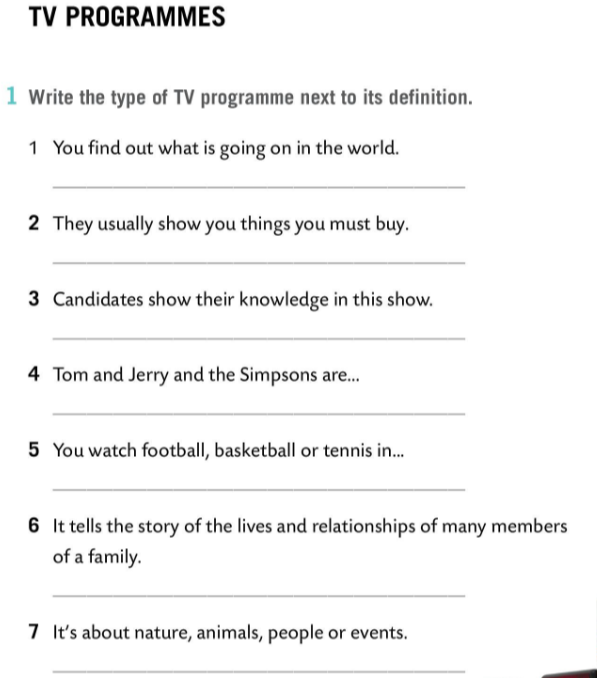 TV PROGRAMMES
1 Write the type of TV programme next to its definition.
1 You find out what is going on in the world.
2 They usually show you things you must buy.
3 Candidates show their knowledge in this show.
4 Tom and Jerry and the Simpsons are...
5 You watch football, basketball or tennis in...
6 It tells the story of the lives and relationships of many members
of a family.
7 It's about nature, animals, people or events.